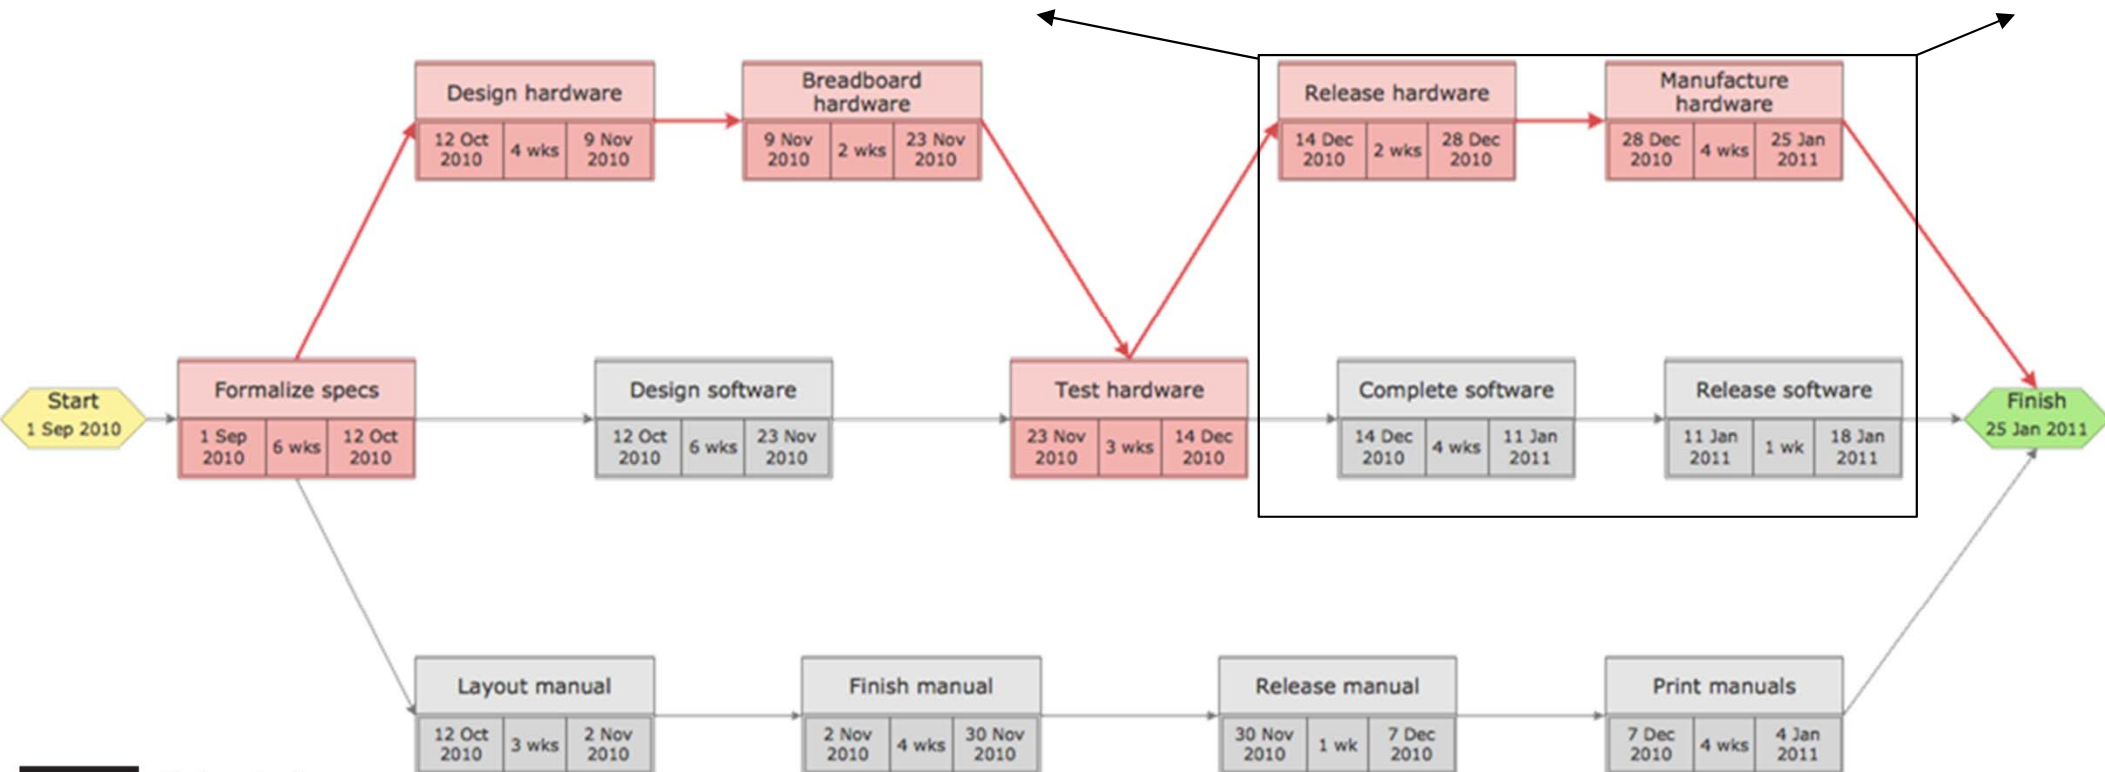 Design hardware
12 Oct 2010
4 wks
9 Nov 2010
Breadboard
hardware
9 Nov 2010
2 wks
23 Nov 2010
Release hardware
14 Dec 2010
2 wks
28 Dec 2010
Manufacture
hardware
28 Dec 2010
4 wks
25 Jan 2011
Start
1 Sep 2010
Formalize specs
1 Sep 2010
6 wks
12 Oct 2010
Design software
12 Oct 2010
6 wks
23 Nov 2010
Test hardware
23 Nov 2010
3 wks
14 Dec 2010
Complete software
14 Dec 2010
4 wks
11 Jan 2011
Release software
11 Jan 2011
1 wk
18 Jan 2011
Finish
25 Jan 2011
Layout manual
12 Oct 2010
3 wks
2 Nov 2010
Finish manual
2 Nov 2010
4 wks
30 Nov 2010
Release manual
30 Nov 2010
1 wk
7 Dec 2010
Print manuals
7 Dec 2010
4 wks
4 Jan 2011